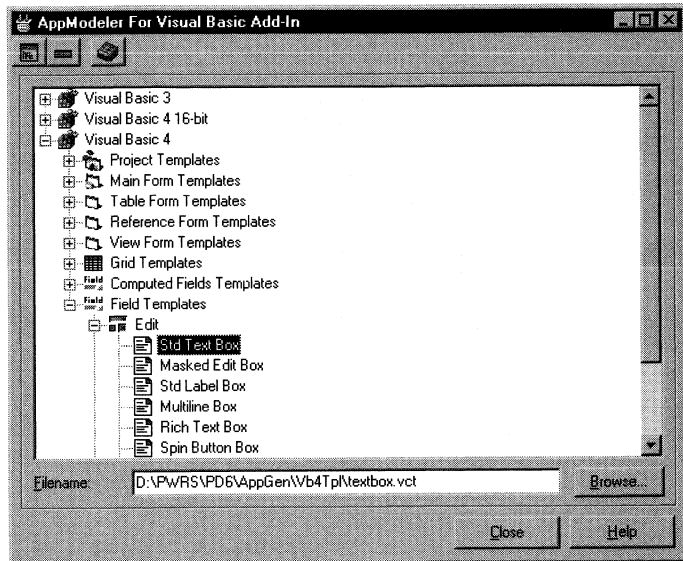 AppModeler For Visual Basic Add-In
Visual Basic 3
Visual Basic 4 16-bit
Visual Basic 4
Project Templates
Main Form Templates
Table Form Templates
Reference Form Templates
View Form Templates
Grid Templates
Field Computed Fields Templates
Field Field Templates
Edit
Std Text Box
Masked Edit Box
Std Label Box
Multiline Box
Rich Text Box
Spin Button Box
Filename: D:\PWRS\PD6\AppGen\Vb4Tpl\textbox.vct Browse...
Close Help